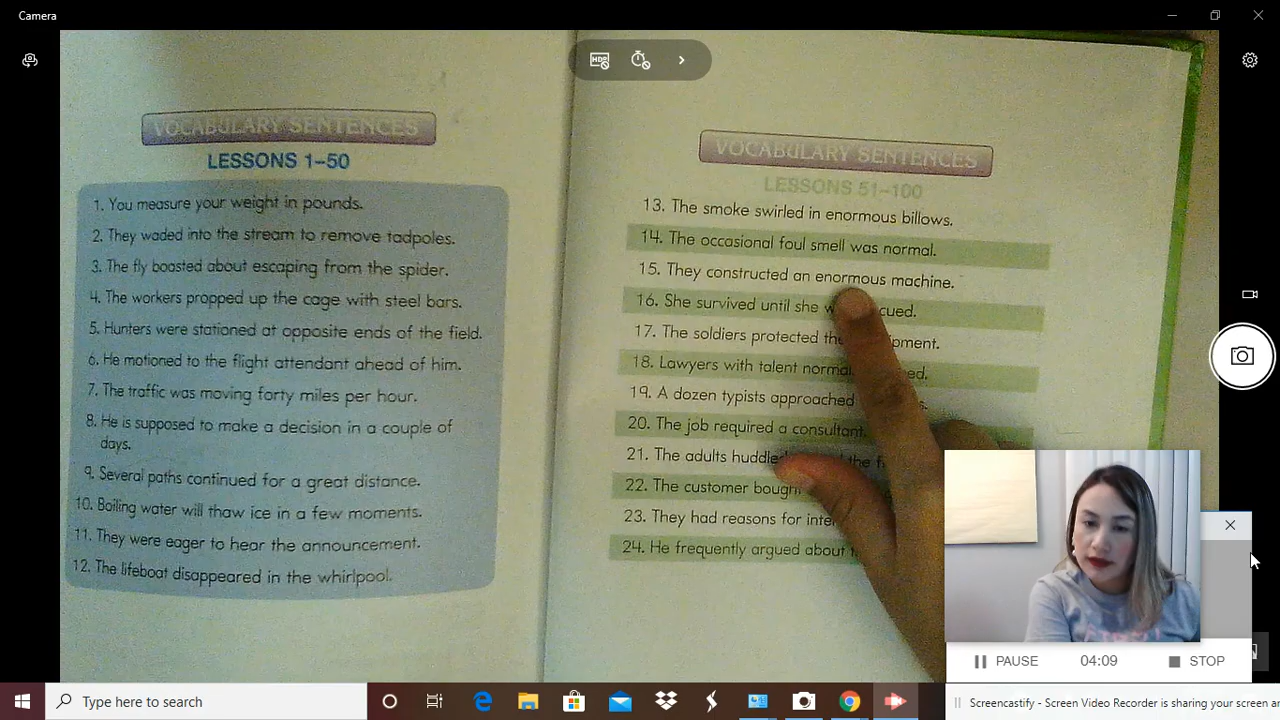 Camera
VOCABULARY SENTENCES
LESSONS 1–50
1. You measure your weight in pounds.
2. They waded into the stream to remove tadpoles.
3. The fly boasted about escaping from the spider.
4. The workers propped up the cage with steel bars.
5. Hunters were stationed at opposite ends of the field.
6. He motioned to the flight attendant ahead of him.
7. The traffic was moving forty miles per hour.
8. He is supposed to make a decision in a couple of
days.
9. Several paths continued for a great distance.
10. Boiling water will thaw ice in a few moments.
11. They were eager to hear the announcement.
12. The lifeboat disappeared in the whirlpool.
VOCABULARY SENTENCES
LESSONS 51–100
13. The smoke swirled in enormous billows.
14. The occasional foul smell was normal.
15. They constructed an enormous machine.
16. She survived until she
17. The soldiers protected
18. Lawyers with talent
19. A dozen typists approached
20. The job required a consultant.
21. The adults
22. The customer bought
23. They had reasons for
24. He frequently argued about
PAUSE 04:09 STOP
Type here to search
Screencastify - Screen Video Recorder is sharing your screen